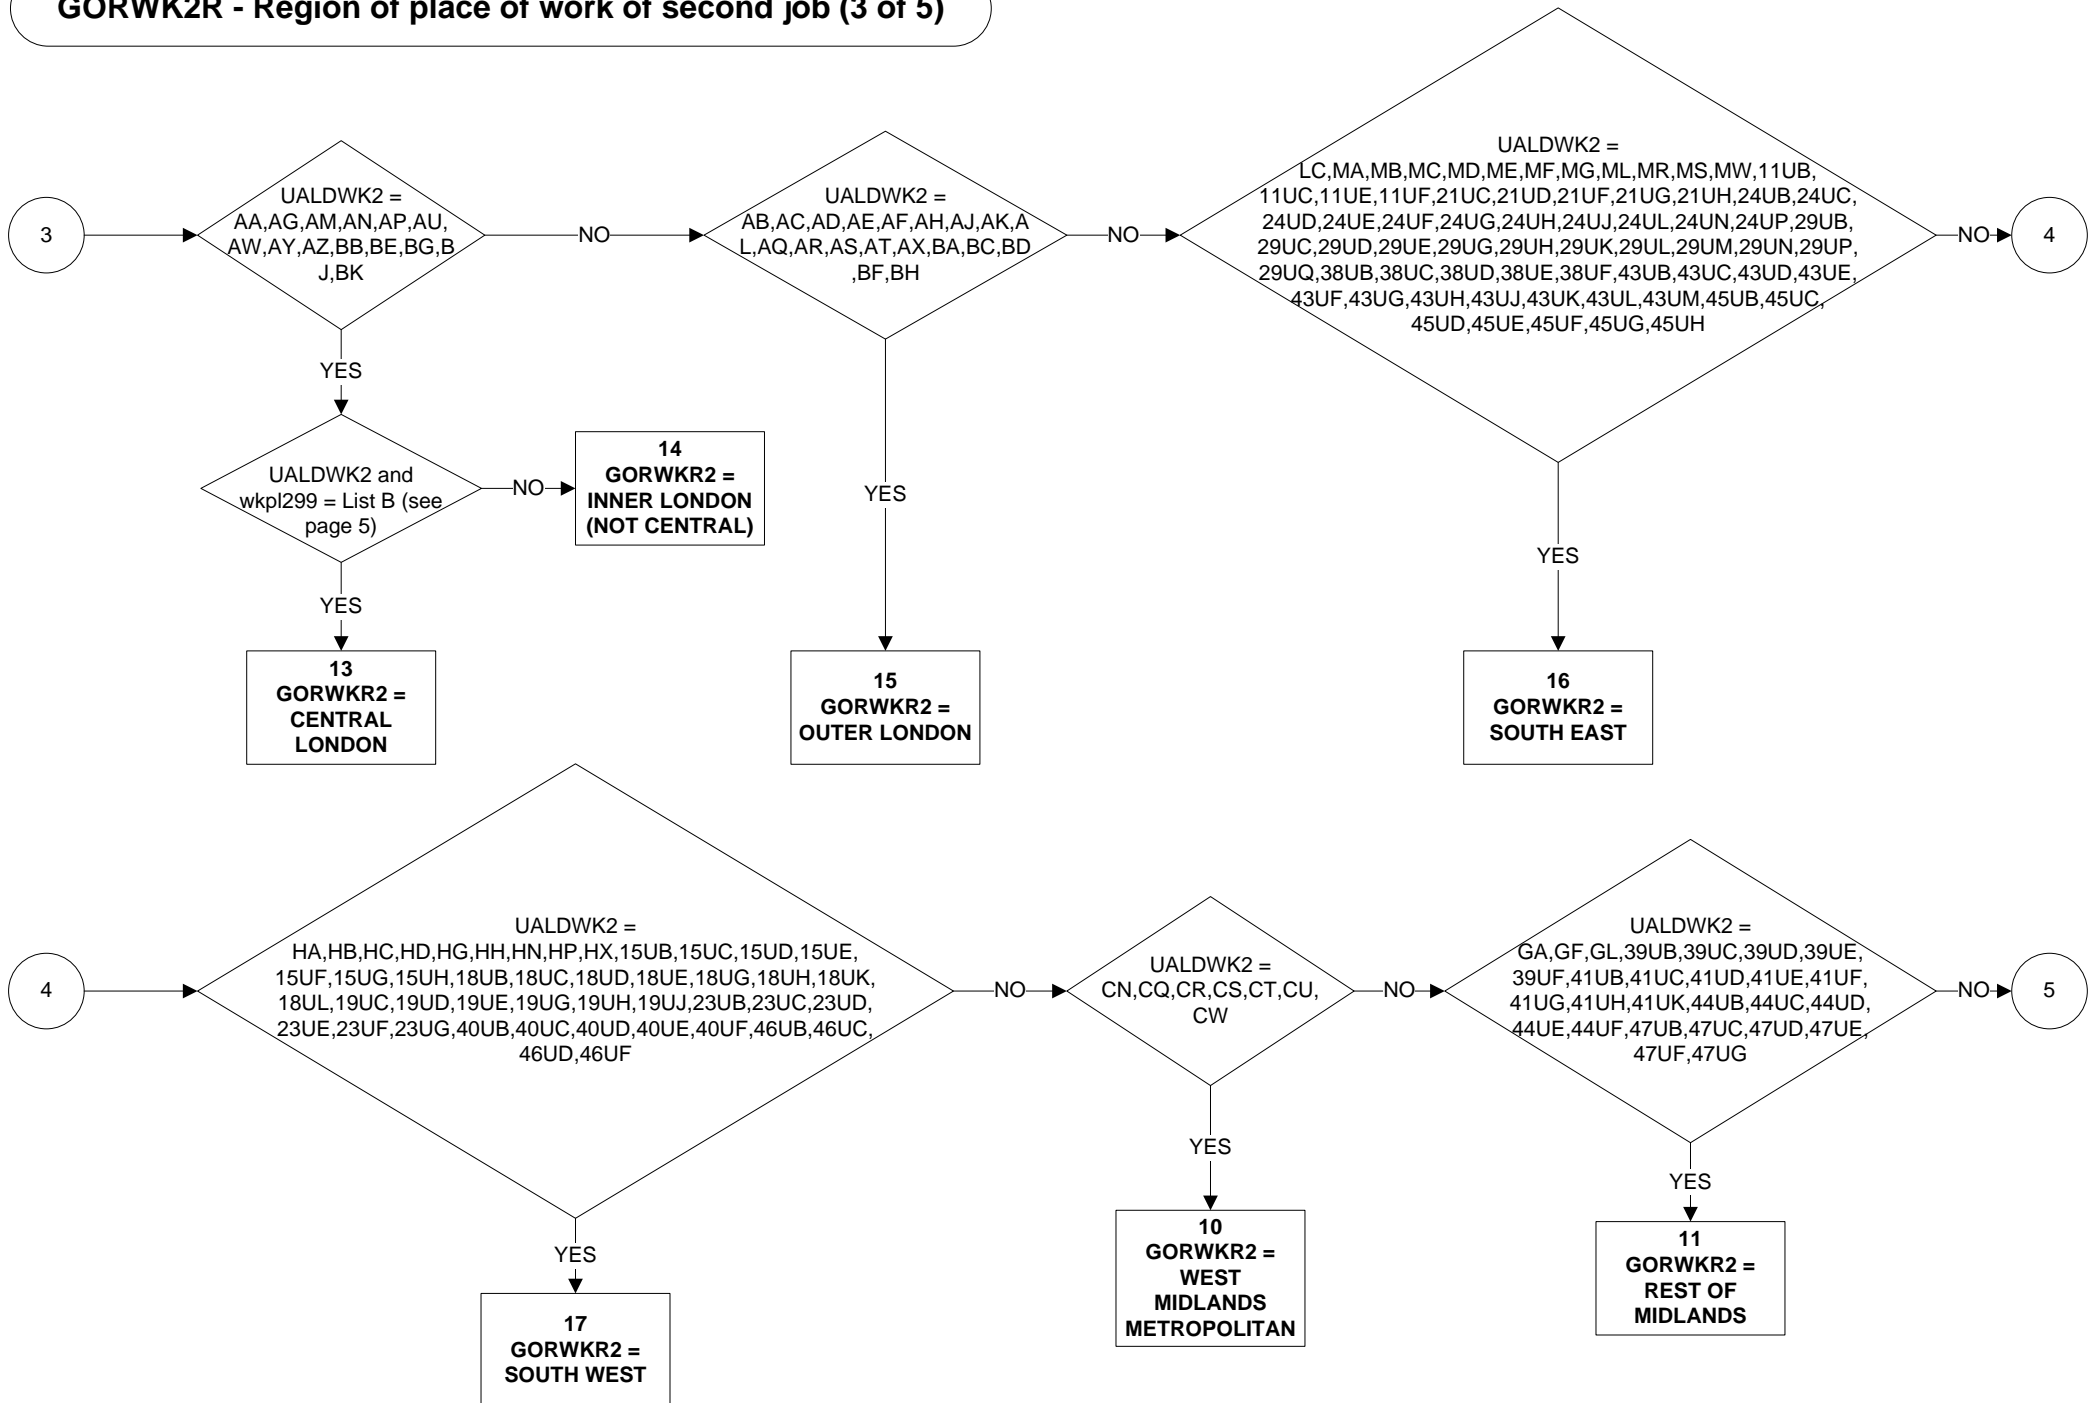 GORWK2R - Region of place of work of second job (3 of 5)
3
UALDWK2 =
AA,AG,AM,AN,AP,AU,
AW,AY,AZ,BB,BE,BG,B
J,BK
NO
UALDWK2 =
AB,AC,AD,AE,AF,AH,AJ,AK,A
L,AQ,AR,AS,AT,AX,BA,BC,BD
,BF,BH
NO
UALDWK2 =
LC,MA,MB,MC,MD,ME,MF,MG,ML,MR,MS,MW,11UB,
11UC,11UE,11UF,21UC,21UD,21UF,21UG,21UH,24UB,24UC,
24UD,24UE,24UF,24UG,24UH,24UJ,24UL,24UN,24UP,29UB,
29UC,29UD,29UE,29UG,29UH,29UK,29UL,29UM,29UN,29UP,
29UQ,38UB,38UC,38UD,38UE,38UF,43UB,43UC,43UD,43UE,
43UF,43UG,43UH,43UJ,43UK,43UL,43UM,45UB,45UC,
45UD,45UE,45UF,45UG,45UH
NO
4
YES
UALDWK2 and
wkpl299 = List B (see
page 5)
NO
14
GORWKR2 =
INNER LONDON
(NOT CENTRAL)
YES
YES
YES
13
GORWKR2 =
CENTRAL
LONDON
15
GORWKR2 =
OUTER LONDON
16
GORWKR2 =
SOUTH EAST
4
UALDWK2 =
HA,HB,HC,HD,HG,HH,HN,HP,HX,15UB,15UC,15UD,15UE,
15UF,15UG,15UH,18UB,18UC,18UD,18UE,18UG,18UH,18UK,
18UL,19UC,19UD,19UE,19UG,19UH,19UJ,23UB,23UC,23UD,
23UE,23UF,23UG,40UB,40UC,40UD,40UE,40UF,46UB,46UC,
46UD,46UF
NO
UALDWK2 =
CN,CQ,CR,CS,CT,CU,
CW
NO
UALDWK2 =
GA,GF,GL,39UB,39UC,39UD,39UE,
39UF,41UB,41UC,41UD,41UE,41UF,
41UG,41UH,41UK,44UB,44UC,44UD,
44UE,44UF,47UB,47UC,47UD,47UE,
47UF,47UG
NO
5
YES
YES
YES
17
GORWKR2 =
SOUTH WEST
10
GORWKR2 =
WEST
MIDLANDS
METROPOLITAN
11
GORWKR2 =
REST OF
MIDLANDS